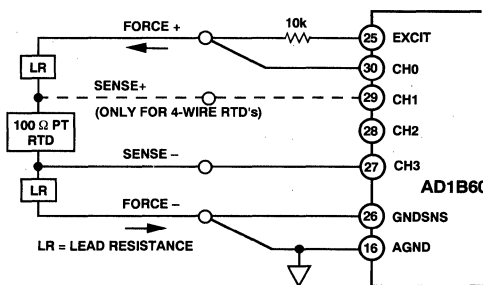 FORCE +
10k
25 EXCIT
LR
30 CH0
SENSE+
29 CH1
(ONLY FOR 4-WIRE RTD's)
100 Ω PT
RTD
28 CH2
SENSE –
27 CH3
LR
AD1B60
FORCE –
26 GNDSNS
LR = LEAD RESISTANCE
16 AGND